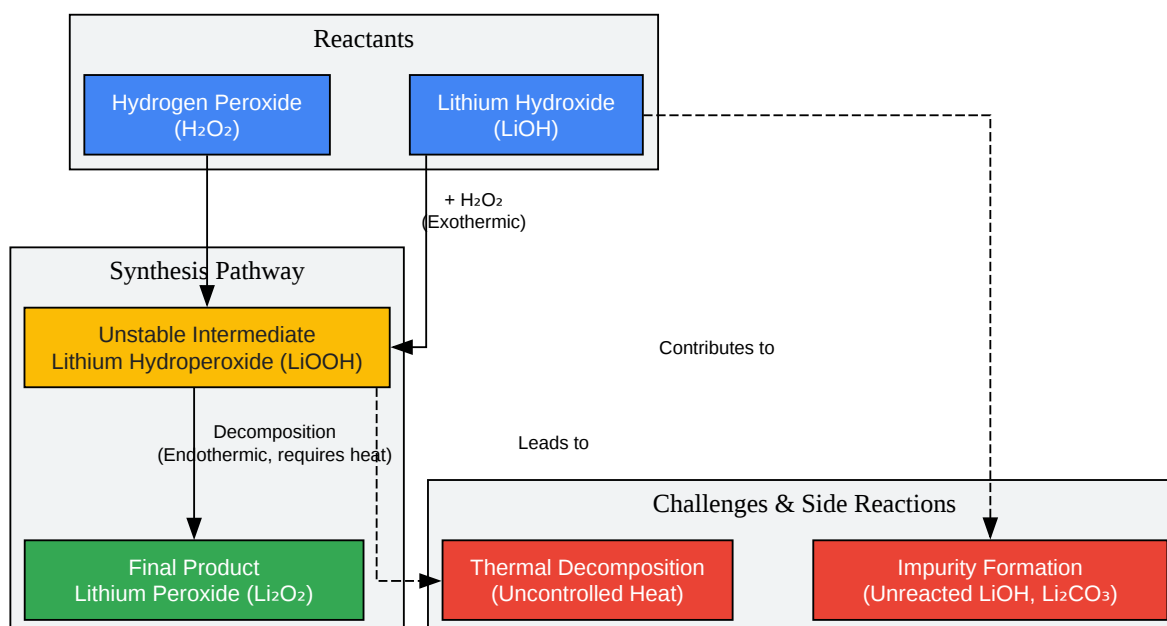 Reactants
Hydrogen Peroxide
(H₂O₂)
Lithium Hydroxide
(LiOH)
+ H₂O₂
(Exothermic)
Synthesis Pathway
Unstable Intermediate
Lithium Hydroperoxide (LiOOH)
Contributes to
Decomposition
(Endothermic, requires heat)
Leads to
Challenges & Side Reactions
Final Product
Lithium Peroxide (Li₂O₂)
Thermal Decomposition
(Uncontrolled Heat)
Impurity Formation
(Unreacted LiOH, Li₂CO₃)